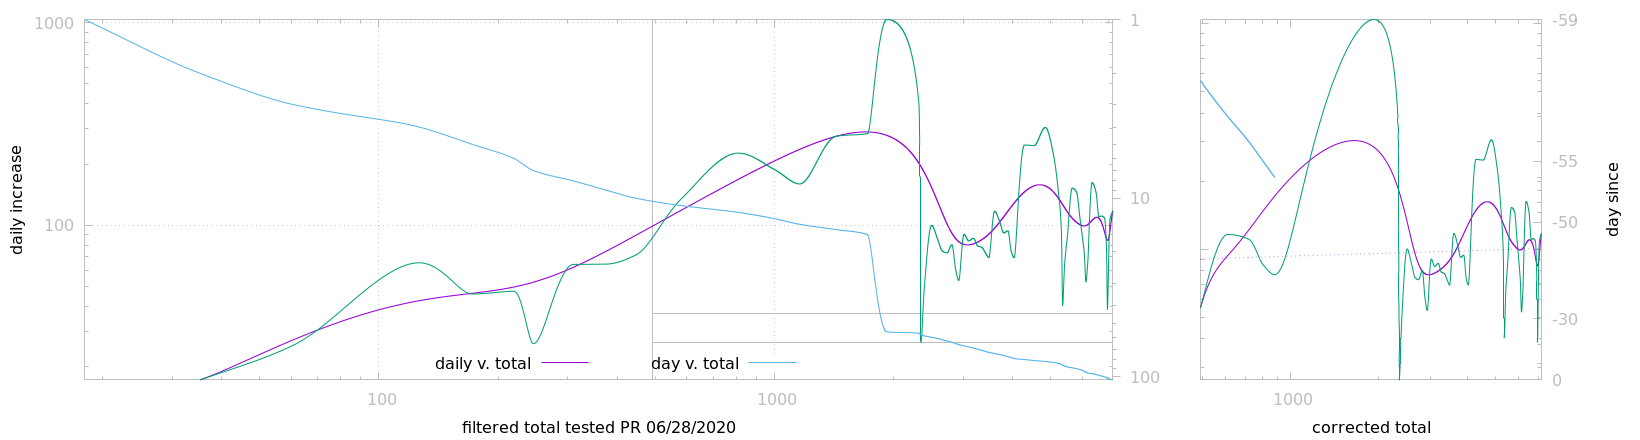 1000
100
daily increase
daily v. total
day v. total
1
10
100
100
1000
filtered total tested PR 06/28/2020
-59
-55
-50
-30
0
day since
1000
corrected total